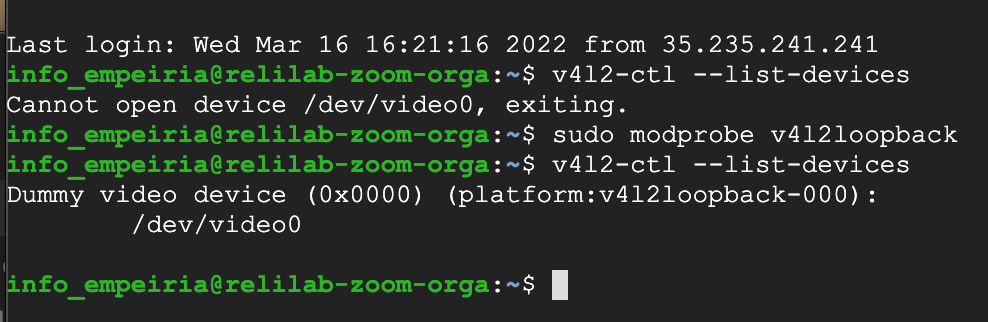 Last login: Wed Mar 16 16:21:16 2022 from 35.235.241.241
info_empeiria@relilab-zoom-orga:~$ v4l2-ctl --list-devices
Cannot open device /dev/video0, exiting.
info_empeiria@relilab-zoom-orga:~$ sudo modprobe v4l2loopback
info_empeiria@relilab-zoom-orga:~$ v4l2-ctl --list-devices
Dummy video device (0x0000) (platform:v4l2loopback-000):
        /dev/video0
info_empeiria@relilab-zoom-orga:~$